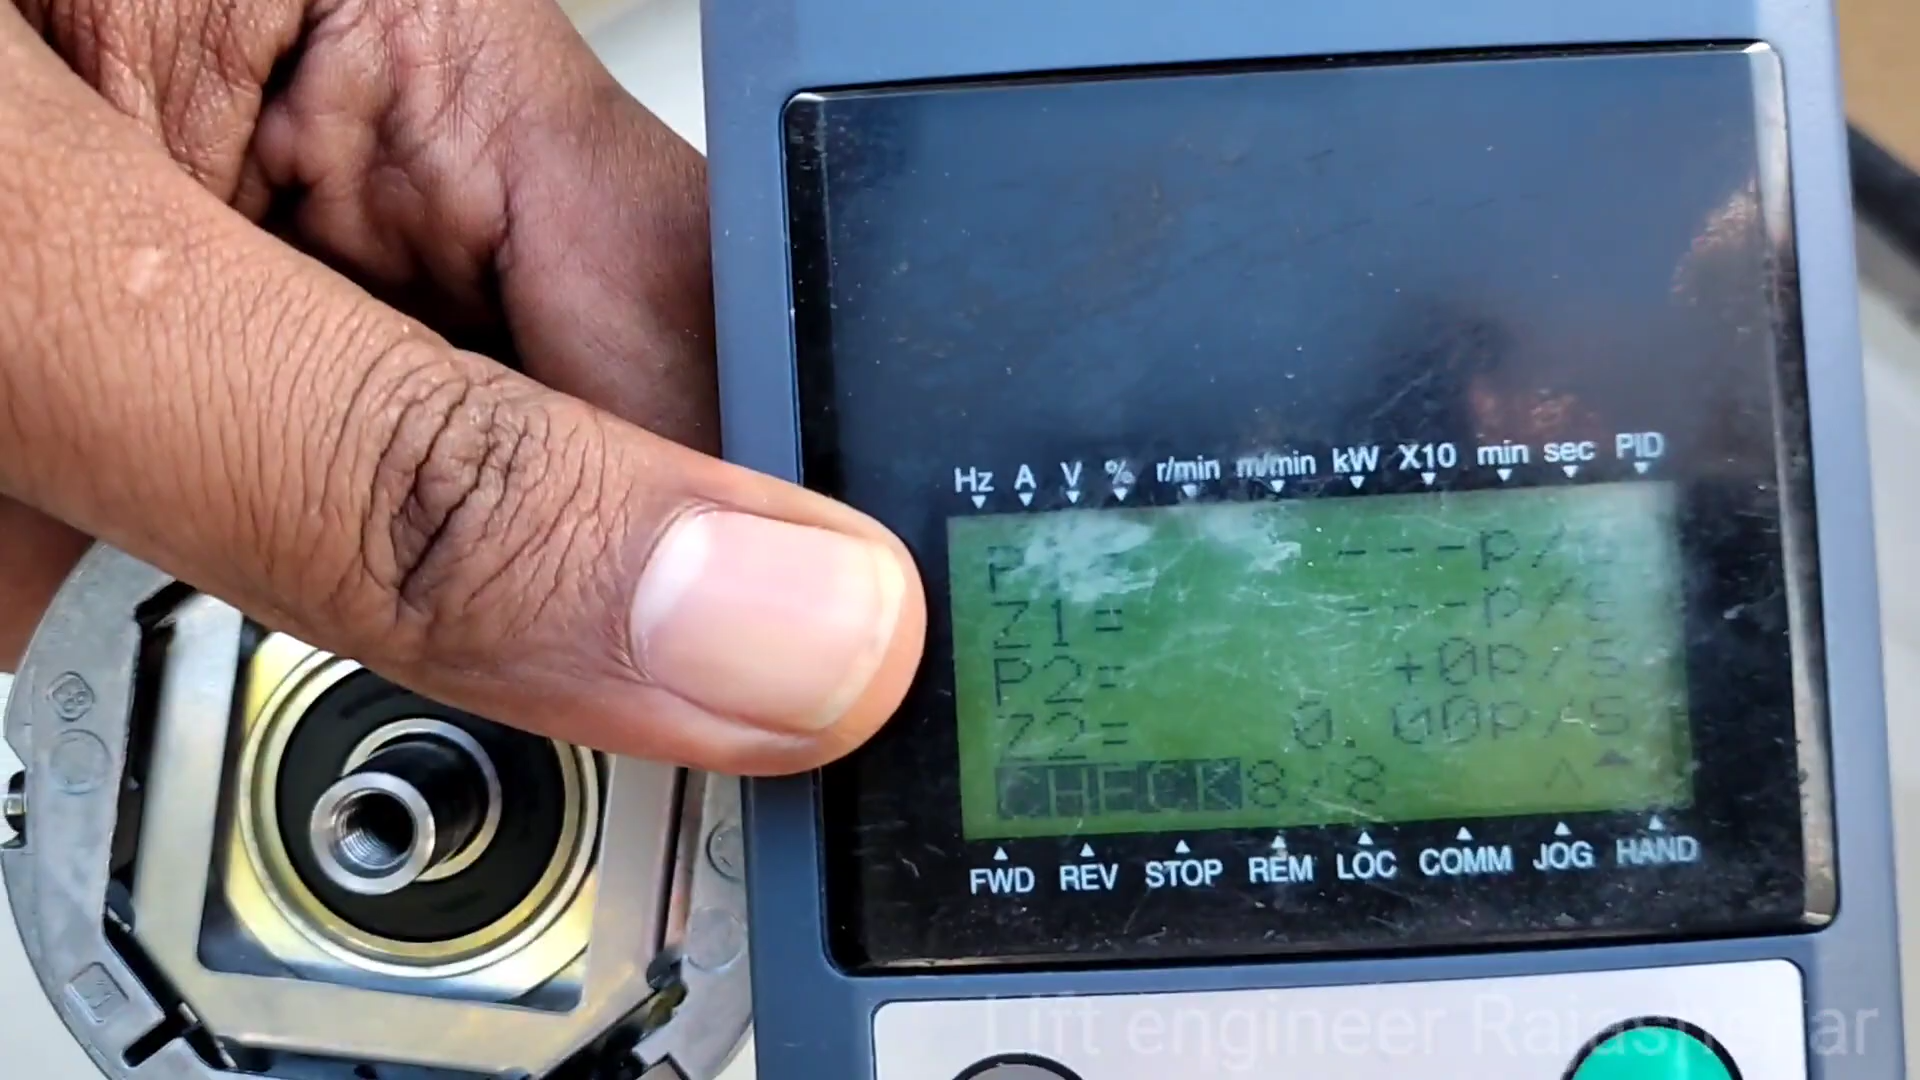 Hz A V % r/min m/min kW X10 min sec PID
---p/
Z1= ---p/S
P2= +0p/S
Z2= 0.00p/S
CHECK 8/8
FWD REV STOP REM LOC COMM JOG HAND
Lift engineer Rajashekar